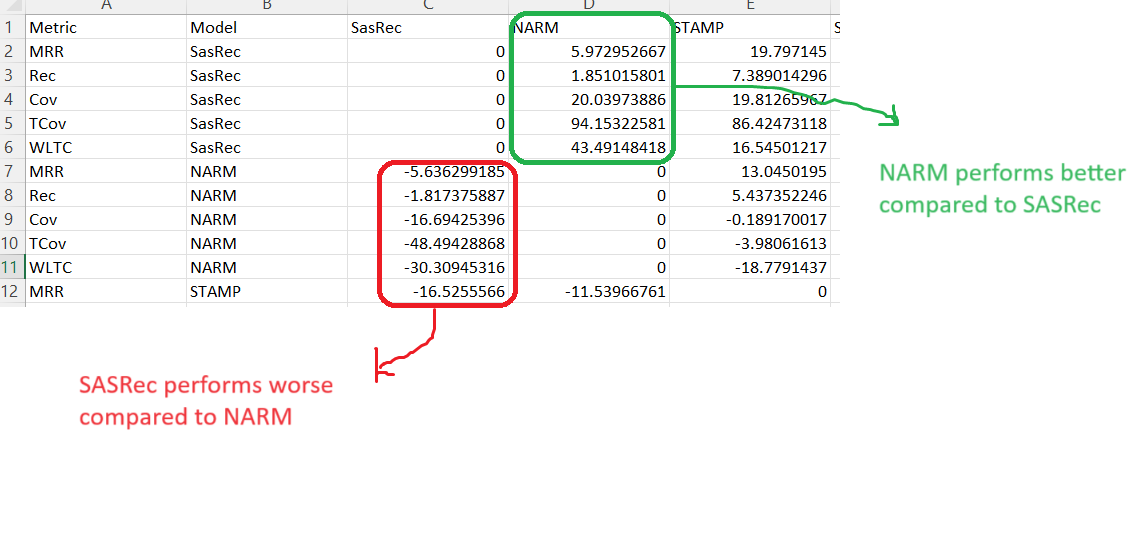 A B C D E
1 Metric Model SasRec NARM STAMP S
2 MRR SasRec 0 5.972952667 19.797145
3 Rec SasRec 0 1.851015801 7.389014296
4 Cov SasRec 0 20.03973886 19.81265967
5 TCov SasRec 0 94.15322581 86.42473118
6 WLTC SasRec 0 43.49148418 16.54501217
7 MRR NARM -5.636299185 0 13.0450195
8 Rec NARM -1.817375887 0 5.437352246
9 Cov NARM -16.69425396 0 -0.189170017
10 TCov NARM -48.49428868 0 -3.98061613
11 WLTC NARM -30.30945316 0 -18.7791437
12 MRR STAMP -16.5255566 -11.53966761 0
NARM performs better
compared to SASRec
SASRec performs worse
compared to NARM